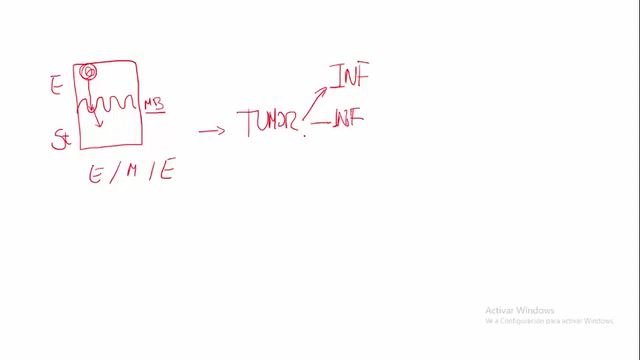 E
MB
St
E / M / E
→ TUMOR
INF
INF
Activar Windows
Ve a Configuración para activar Windows.